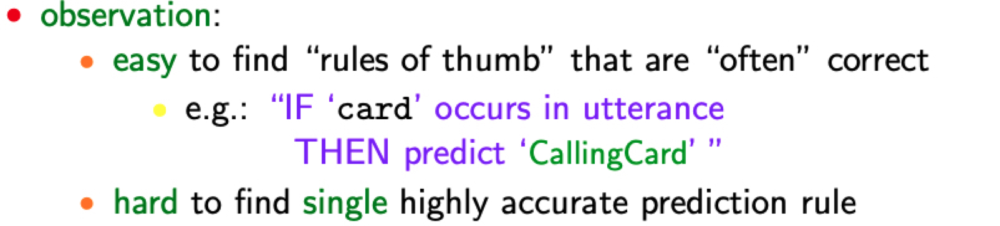 • observation:
• easy to find “rules of thumb” that are “often” correct
• e.g.: “IF ‘card’ occurs in utterance
THEN predict ‘CallingCard’ ”
• hard to find single highly accurate prediction rule